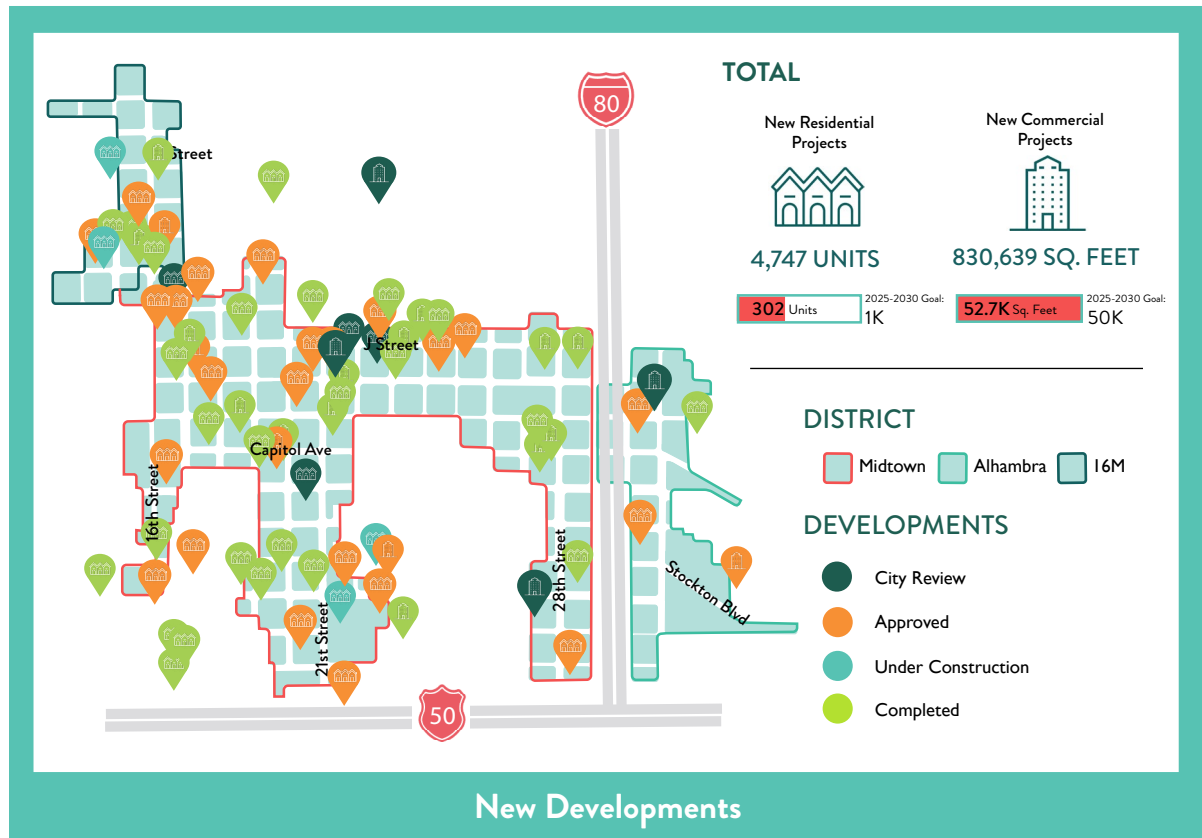 TOTAL
80
New Residential
Projects
New Commercial
Projects
4,747 UNITS
830,639 SQ. FEET
302 Units
2025-2030 Goal:
1K
52.7K Sq. Feet
2025-2030 Goal:
50K
Street
J Street
Capitol Ave
16th Street
21st Street
28th Street
Stockton Blvd
50
DISTRICT
Midtown
Alhambra
16M
DEVELOPMENTS
City Review
Approved
Under Construction
Completed
New Developments